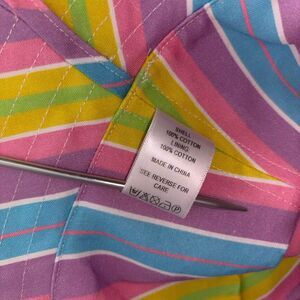 SHELL
100% COTTON
LINING
100% COTTON
MADE IN CHINA
*SEE REVERSE FOR
CARE